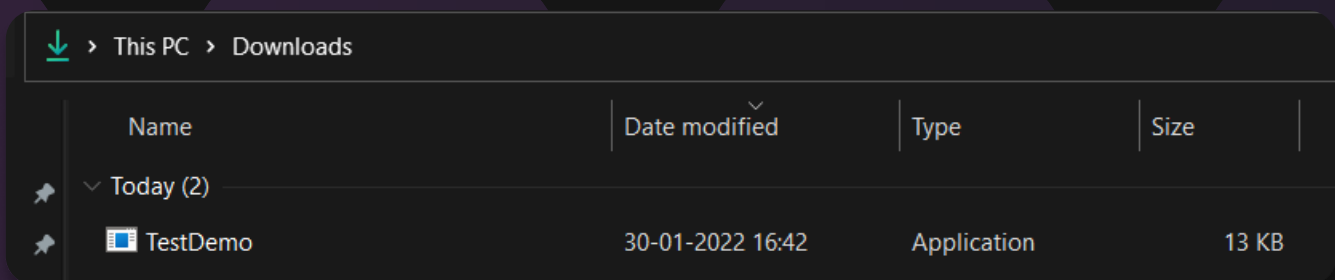 This PC > Downloads
Name Date modified Type Size
Today (2)
TestDemo 30-01-2022 16:42 Application 13 KB